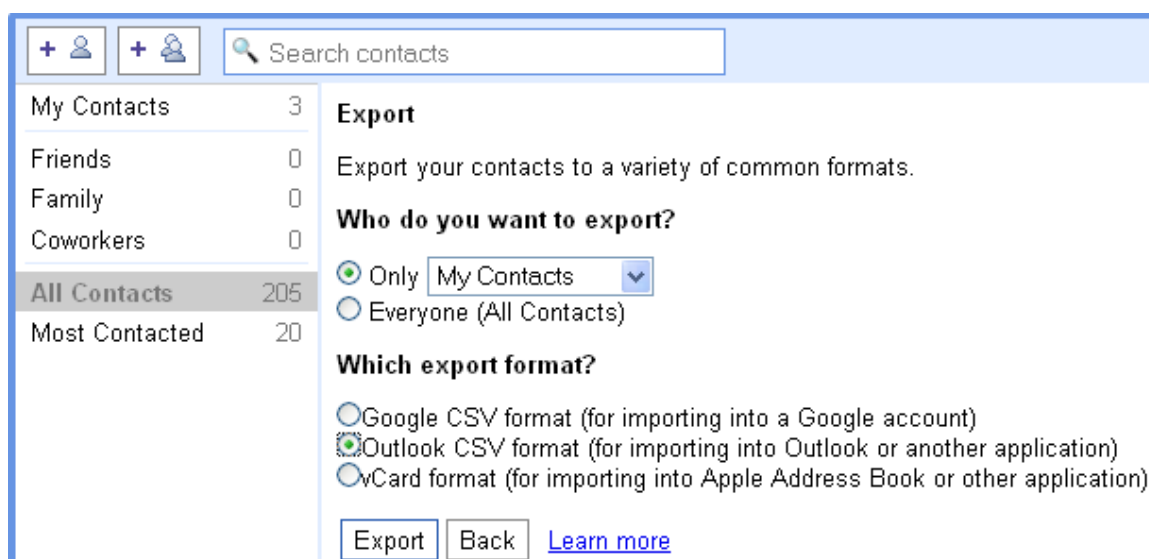 + +
Search contacts
My Contacts 3
Friends 0
Family 0
Coworkers 0
All Contacts 205
Most Contacted 20
Export
Export your contacts to a variety of common formats.
Who do you want to export?
Only My Contacts
Everyone (All Contacts)
Which export format?
Google CSV format (for importing into a Google account)
Outlook CSV format (for importing into Outlook or another application)
vCard format (for importing into Apple Address Book or other application)
Export Back Learn more